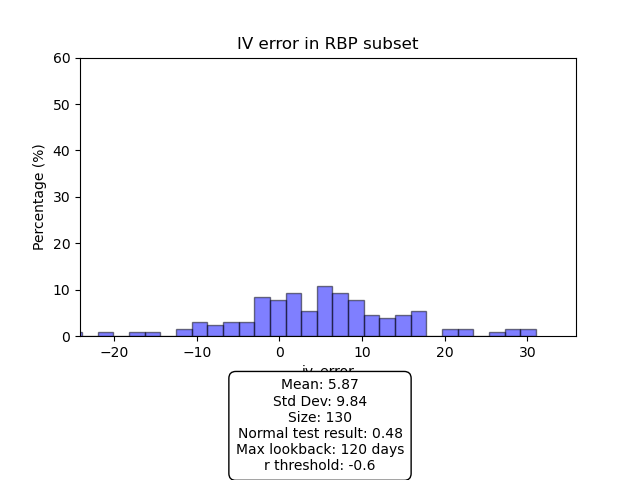 IV error in RBP subset
60
50
40
30
20
10
0
Percentage (%)
−20
−10
0
10
20
30
iv_error
Mean: 5.87
Std Dev: 9.84
Size: 130
Normal test result: 0.48
Max lookback: 120 days
r threshold: -0.6